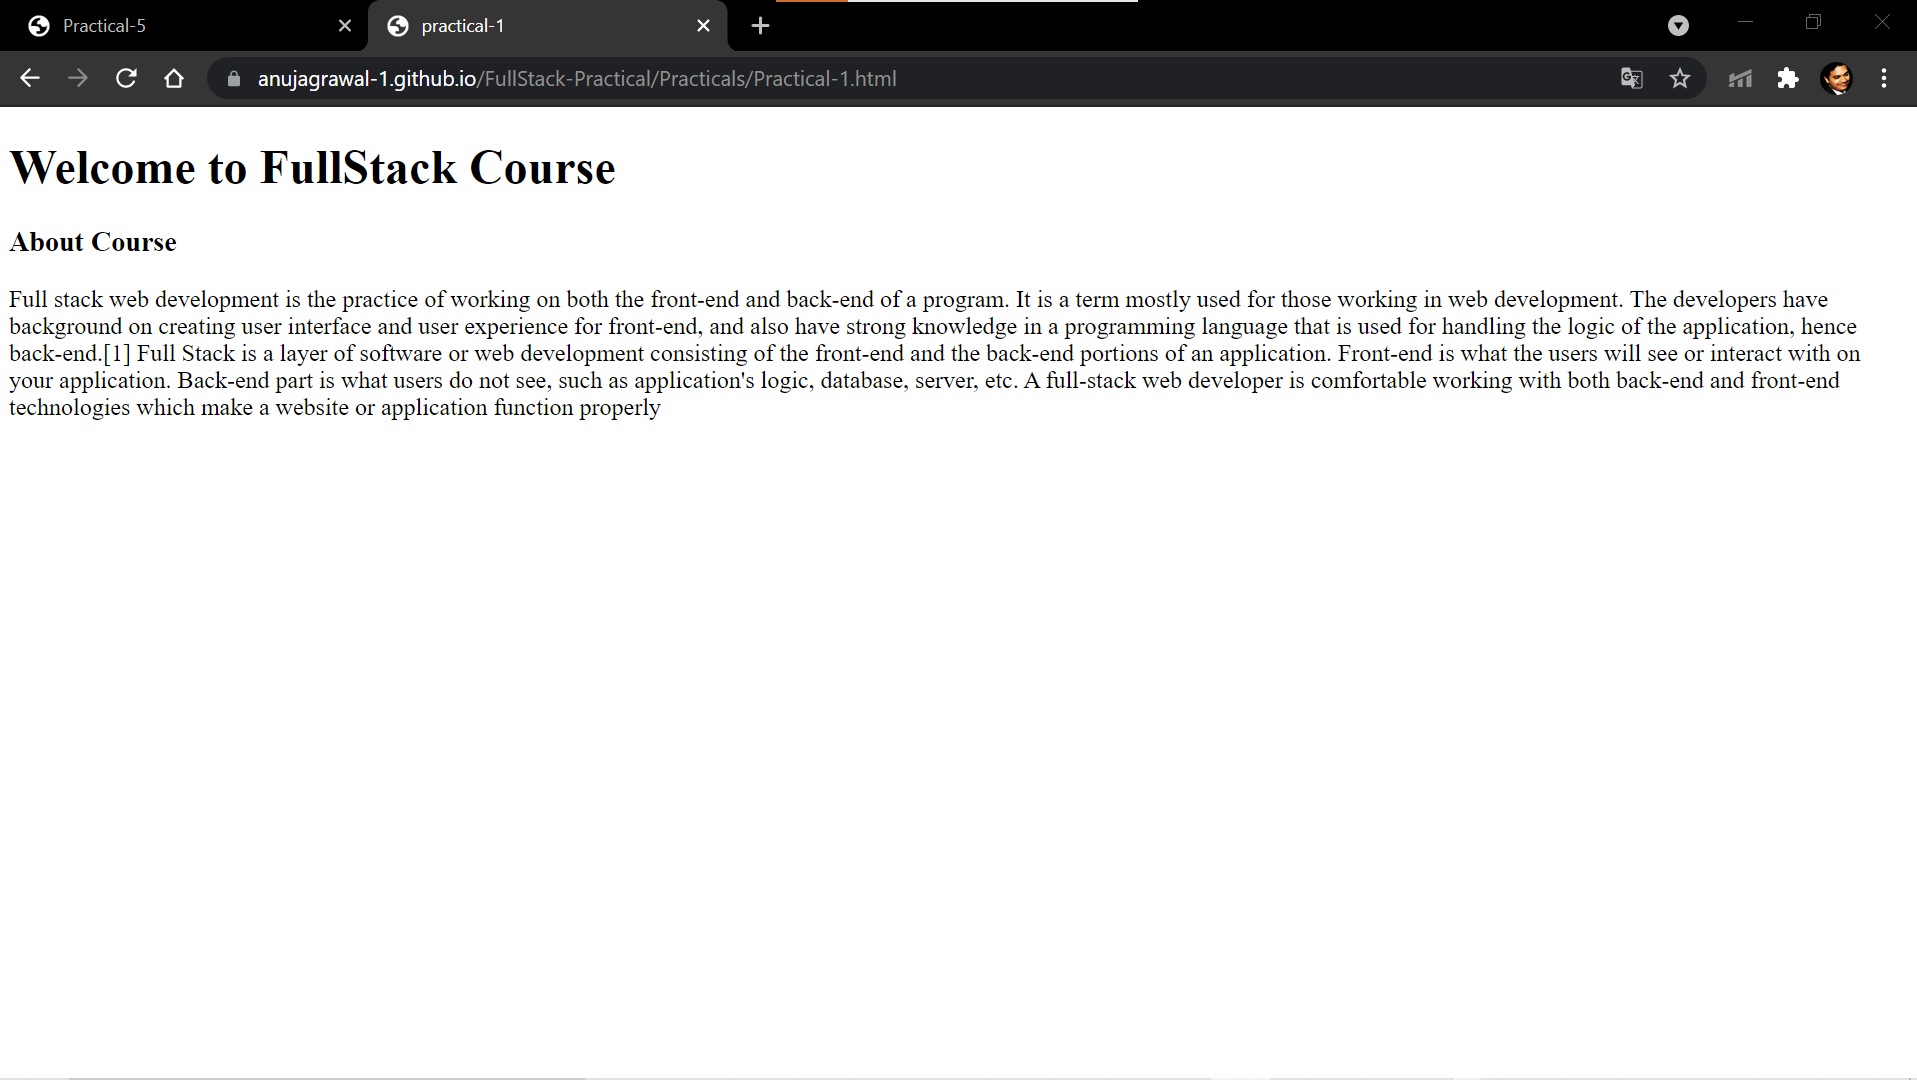 Practical-5
practical-1
anujagrawal-1.github.io/FullStack-Practical/Practicals/Practical-1.html
Welcome to FullStack Course
About Course
Full stack web development is the practice of working on both the front-end and back-end of a program. It is a term mostly used for those working in web development. The developers have
background on creating user interface and user experience for front-end, and also have strong knowledge in a programming language that is used for handling the logic of the application, hence
back-end.[1] Full Stack is a layer of software or web development consisting of the front-end and the back-end portions of an application. Front-end is what the users will see or interact with on
your application. Back-end part is what users do not see, such as application's logic, database, server, etc. A full-stack web developer is comfortable working with both back-end and front-end
technologies which make a website or application function properly